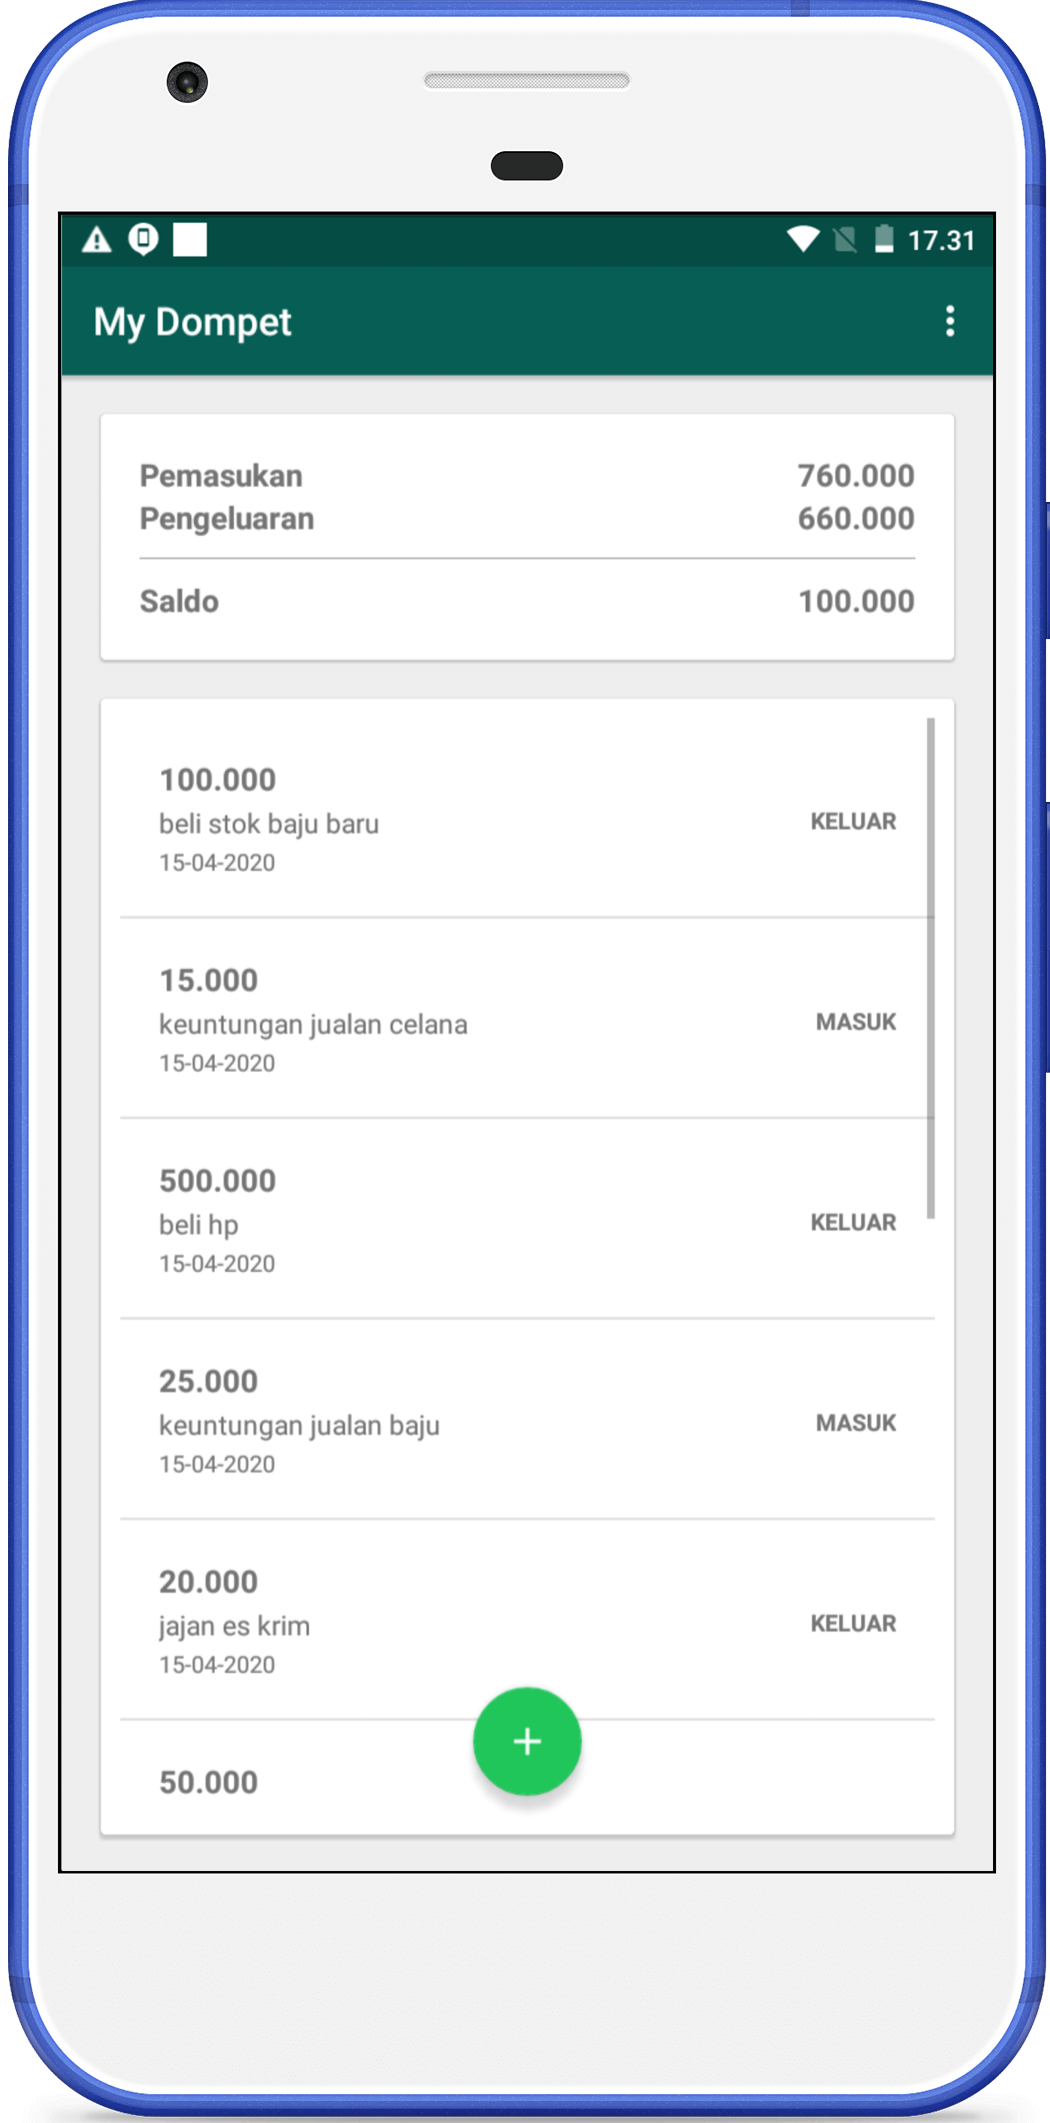 17.31
My Dompet
Pemasukan 760.000
Pengeluaran 660.000
Saldo 100.000
100.000
beli stok baju baru KELUAR
15-04-2020
15.000
keuntungan jualan celana MASUK
15-04-2020
500.000
beli hp KELUAR
15-04-2020
25.000
keuntungan jualan baju MASUK
15-04-2020
20.000
jajan es krim KELUAR
15-04-2020
50.000